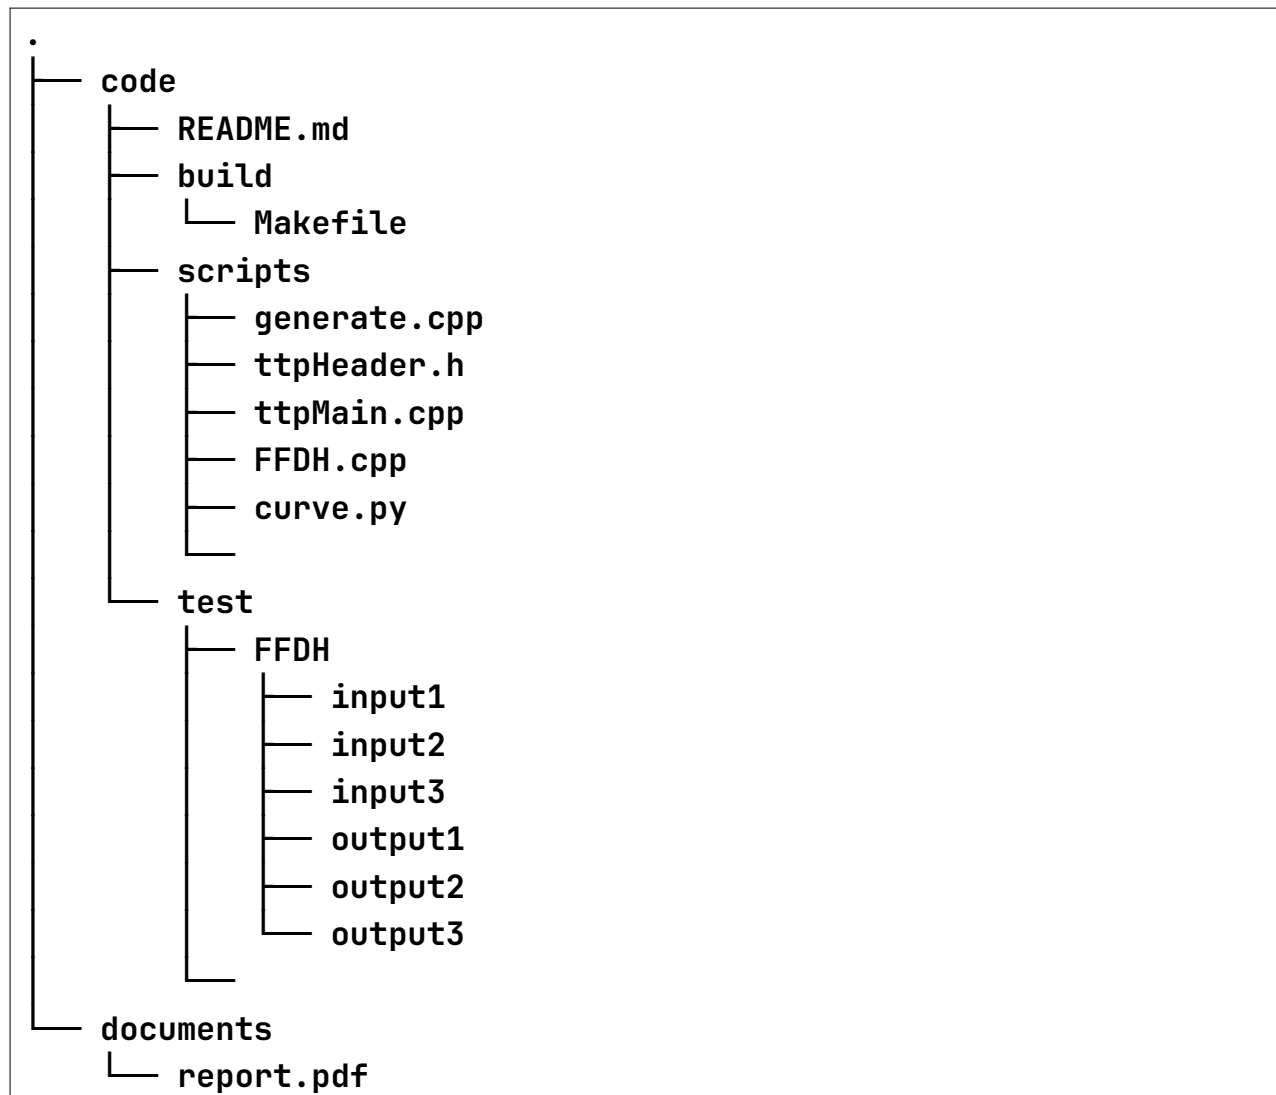 .
├── code
│   ├── README.md
│   ├── build
│   │   └── Makefile
│   ├── scripts
│   │   ├── generate.cpp
│   │   ├── ttpHeader.h
│   │   ├── ttpMain.cpp
│   │   ├── FFDH.cpp
│   │   ├── curve.py
│   │   └──
│   └── test
│       ├── FFDH
│       │   ├── input1
│       │   ├── input2
│       │   ├── input3
│       │   ├── output1
│       │   ├── output2
│       │   └── output3
│       └──
└── documents
    └── report.pdf